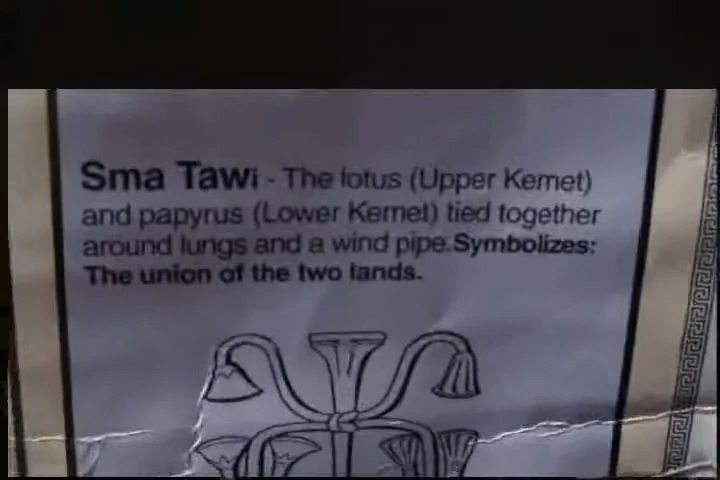 Sma Tawi - The lotus (Upper Kemet)
and papyrus (Lower Kemet) tied together
around lungs and a wind pipe.Symbolizes:
The union of the two lands.